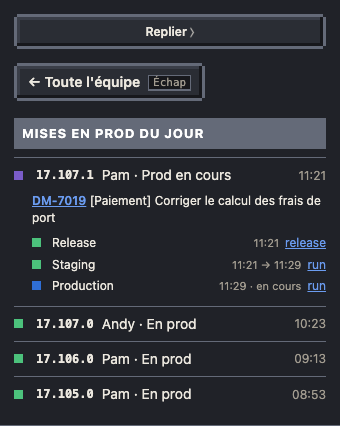 Replier ›
← Toute l'équipe Échap
MISES EN PROD DU JOUR
17.107.1 Pam · Prod en cours 11:21
DM-7019 [Paiement] Corriger le calcul des frais de
port
Release 11:21 release
Staging 11:21 → 11:29 run
Production 11:29 · en cours run
17.107.0 Andy · En prod 10:23
17.106.0 Pam · En prod 09:13
17.105.0 Pam · En prod 08:53